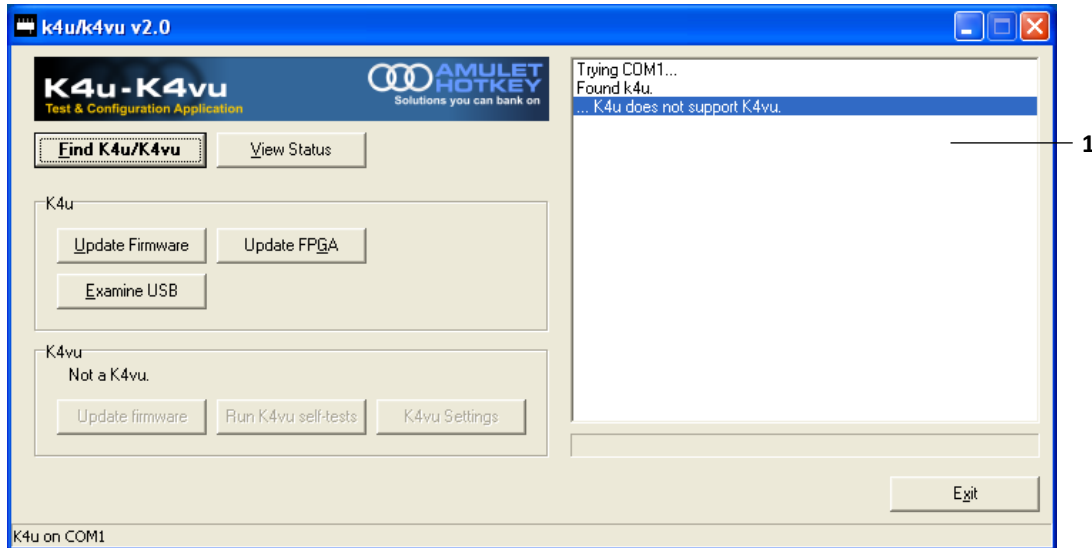 k4u/k4vu v2.0
K4u-K4vu
Test & Configuration Application
AMULET
HOTKEY
Solutions you can bank on
Find K4u/K4vu
View Status
K4u
Update Firmware
Update FPGA
Examine USB
K4vu
Not a K4vu.
Update firmware
Run K4vu self-tests
K4vu Settings
Trying COM1...
Found k4u.
... K4u does not support K4vu.
1
Exit
K4u on COM1